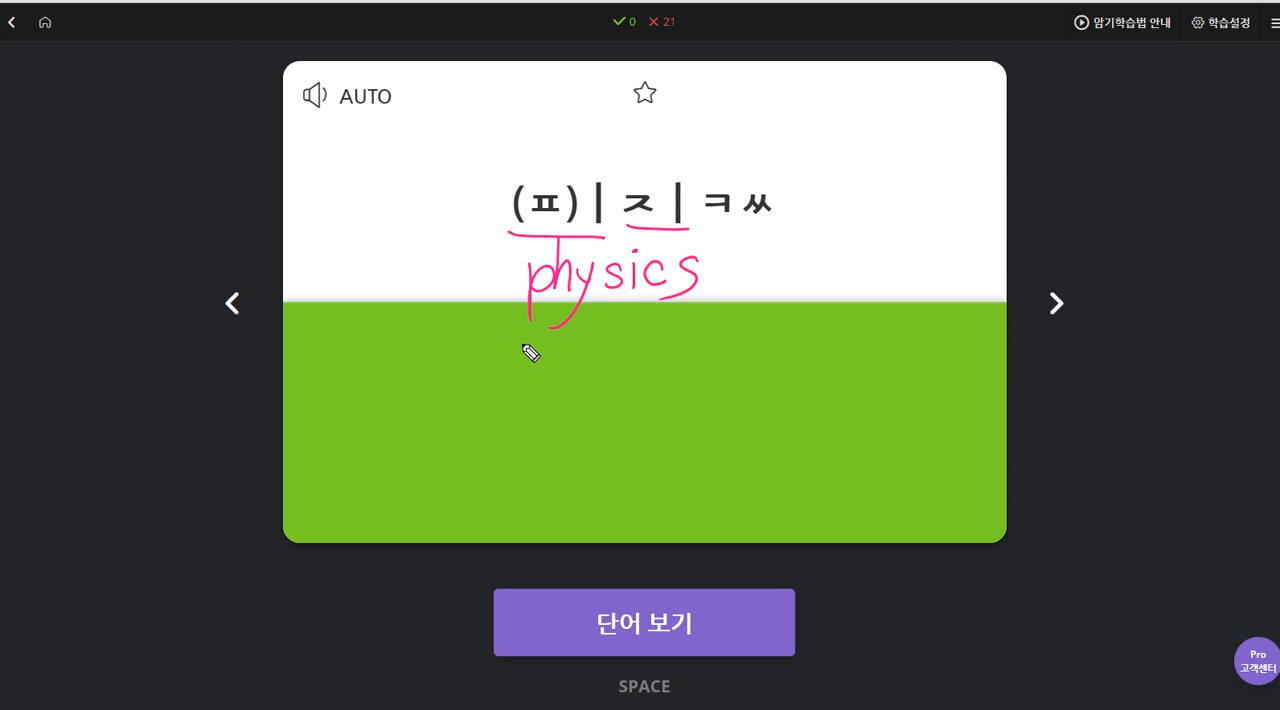 0 21 암기학습법 안내 학습설정
AUTO
(ㅍ)ㅣㅈㅣㅋㅆ
physics
단어 보기
SPACE
Pro
고객센터